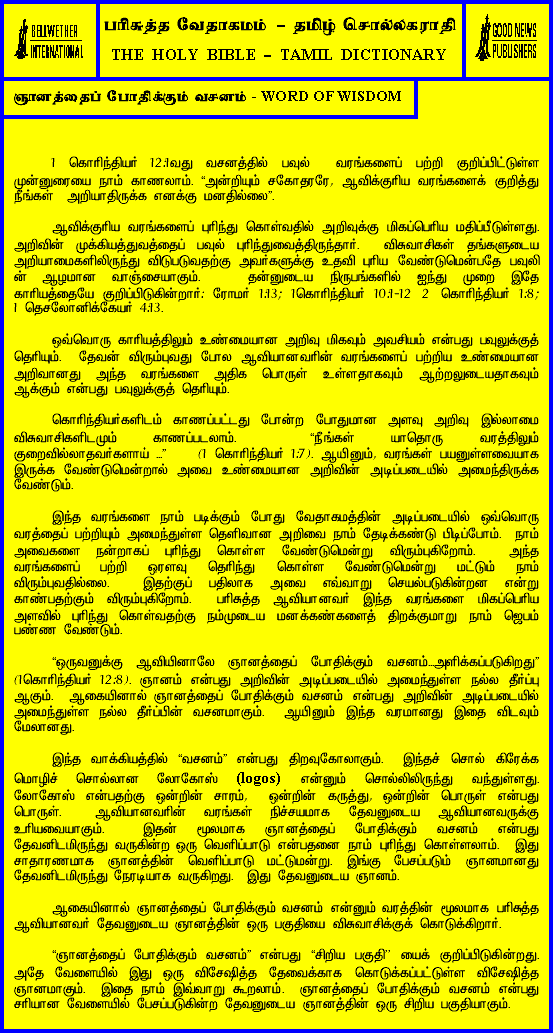 BELLWETHER
INTERNATIONAL
பரிசுத்த வேதாகமம் – தமிழ் சொல்லகராதி
THE HOLY BIBLE – TAMIL DICTIONARY
GOOD NEWS
PUBLISHERS
ஞானத்தைப் போதிக்கும் வசனம் - WORD OF WISDOM
1 கொரிந்தியர் 12:1வது வசனத்தில் பவுல் வரங்களைப் பற்றி குறிப்பிட்டுள்ள
முன்னுரையை நாம் காணலாம். “அன்றியும் சகோதரரே, ஆவிக்குரிய வரங்களைக் குறித்து
நீங்கள் அறியாதிருக்க எனக்கு மனதில்லை”.
ஆவிக்குரிய வரங்களைப் புரிந்து கொள்வதில் அறிவுக்கு மிகப்பெரிய மதிப்பீடுள்ளது.
அறிவின் முக்கியத்துவத்தைப் பவுல் புரிந்துவைத்திருந்தார். விசுவாசிகள் தங்களுடைய
அறியாமைகளிலிருந்து விடுபடுவதற்கு அவர்களுக்கு உதவி புரிய வேண்டுமென்பதே பவுலி
ன் ஆழமான வாஞ்சையாகும். தன்னுடைய நிருபங்களில் ஐந்து முறை இதே
காரியத்தையே குறிப்பிடுகின்றார்: ரோமர் 1:13; 1கொரிந்தியர் 10:1-12 2 கொரிந்தியர் 1:8;
1 தெசலோனிக்கேயர் 4:13.
ஒவ்வொரு காரியத்திலும் உண்மையான அறிவு மிகவும் அவசியம் என்பது பவுலுக்குத்
தெரியும். தேவன் விரும்புவது போல ஆவியானவரின் வரங்களைப் பற்றிய உண்மையான
அறிவானது அந்த வரங்களை அதிக பொருள் உள்ளதாகவும் ஆற்றலுடையதாகவும்
ஆக்கும் என்பது பவுலுக்குத் தெரியும்.
கொரிந்தியர்களிடம் காணப்பட்டது போன்ற போதுமான அளவு அறிவு இல்லாமை
விசுவாசிகளிடமும் காணப்படலாம். “நீங்கள் யாதொரு வரத்திலும்
குறைவில்லாதவர்களாய் ...” (1 கொரிந்தியர் 1:7). ஆயினும், வரங்கள் பயனுள்ளவையாக
இருக்க வேண்டுமென்றால் அவை உண்மையான அறிவின் அடிப்படையில் அமைந்திருக்க
வேண்டும்.
இந்த வரங்களை நாம் படிக்கும் போது வேதாகமத்தின் அடிப்படையில் ஒவ்வொரு
வரத்தைப் பற்றியும் அமைந்துள்ள தெளிவான அறிவை நாம் தேடிக்கண்டு பிடிப்போம். நாம்
அவைகளை நன்றாகப் புரிந்து கொள்ள வேண்டுமென்று விரும்புகிறோம். அந்த
வரங்களைப் பற்றி ஓரளவு தெரிந்து கொள்ள வேண்டுமென்று மட்டும் நாம்
விரும்புவதில்லை. இதற்குப் பதிலாக அவை எவ்வாறு செயல்படுகின்றன என்று
காண்பதற்கும் விரும்புகிறோம். பரிசுத்த ஆவியானவர் இந்த வரங்களை மிகப்பெரிய
அளவில் புரிந்து கொள்வதற்கு நம்முடைய மனக்கண்களைத் திறக்குமாறு நாம் ஜெபம்
பண்ண வேண்டும்.
“ஒருவனுக்கு ஆவியினாலே ஞானத்தைப் போதிக்கும் வசனம்...அளிக்கப்படுகிறது”
(1கொரிந்தியர் 12:8). ஞானம் என்பது அறிவின் அடிப்படையில் அமைந்துள்ள நல்ல தீர்ப்பு
ஆகும். ஆகையினால் ஞானத்தைப் போதிக்கும் வசனம் என்பது அறிவின் அடிப்படையில்
அமைந்துள்ள நல்ல தீர்ப்பின் வசனமாகும். ஆயினும் இந்த வரமானது இதை விடவும்
மேலானது.
இந்த வாக்கியத்தில் “வசனம்” என்பது திறவுகோலாகும். இந்தச் சொல் கிரேக்க
மொழிச் சொல்லான லோகோஸ் (logos) என்னும் சொல்லிலிருந்து வந்துள்ளது.
லோகோஸ் என்பதற்கு ஒன்றின் சாரம், ஒன்றின் கருத்து, ஒன்றின் பொருள் என்பது
பொருள். ஆவியானவரின் வரங்கள் நிச்சயமாக தேவனுடைய ஆவியானவருக்கு
உரியவையாகும். இதன் மூலமாக ஞானத்தைப் போதிக்கும் வசனம் என்பது
தேவனிடமிருந்து வருகின்ற ஒரு வெளிப்பாடு என்பதனை நாம் புரிந்து கொள்ளலாம். இது
சாதாரணமாக ஞானத்தின் வெளிப்பாடு மட்டுமன்று. இங்கு பேசப்படும் ஞானமானது
தேவனிடமிருந்து நேரடியாக வருகிறது. இது தேவனுடைய ஞானம்.
ஆகையினால் ஞானத்தைப் போதிக்கும் வசனம் என்னும் வரத்தின் மூலமாக பரிசுத்த
ஆவியானவர் தேவனுடைய ஞானத்தின் ஒரு பகுதியை விசுவாசிக்குக் கொடுக்கிறார்.
“ஞானத்தைப் போதிக்கும் வசனம்” என்பது “சிறிய பகுதி” யைக் குறிப்பிடுகின்றது.
அதே வேளையில் இது ஒரு விசேஷித்த தேவைக்காக கொடுக்கப்பட்டுள்ள விசேஷித்த
ஞானமாகும். இதை நாம் இவ்வாறு கூறலாம். ஞானத்தைப் போதிக்கும் வசனம் என்பது
சரியான வேளையில் பேசப்படுகின்ற தேவனுடைய ஞானத்தின் ஒரு சிறிய பகுதியாகும்.